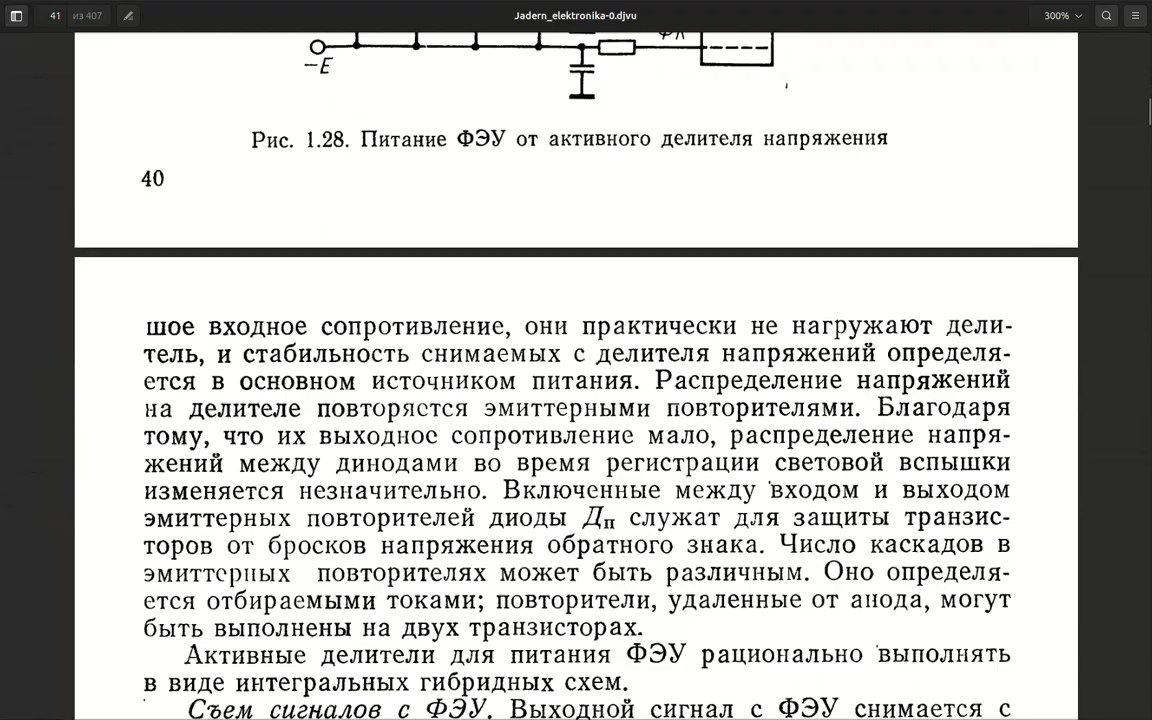 41
из 407
Jadern_elektronika-0.djvu
300%
−E
Рис. 1.28. Питание ФЭУ от активного делителя напряжения
40
шое входное сопротивление, они практически не нагружают дели-
тель, и стабильность снимаемых с делителя напряжений определя-
ется в основном источником питания. Распределение напряжений
на делителе повторяется эмиттерными повторителями. Благодаря
тому, что их выходное сопротивление мало, распределение напря-
жений между динодами во время регистрации световой вспышки
изменяется незначительно. Включенные между входом и выходом
эмиттерных повторителей диоды Дп служат для защиты транзис-
торов от бросков напряжения обратного знака. Число каскадов в
эмиттерных повторителях может быть различным. Оно определя-
ется отбираемыми токами; повторители, удаленные от анода, могут
быть выполнены на двух транзисторах.
Активные делители для питания ФЭУ рационально выполнять
в виде интегральных гибридных схем.
Съем сигналов с ФЭУ. Выходной сигнал с ФЭУ снимается с